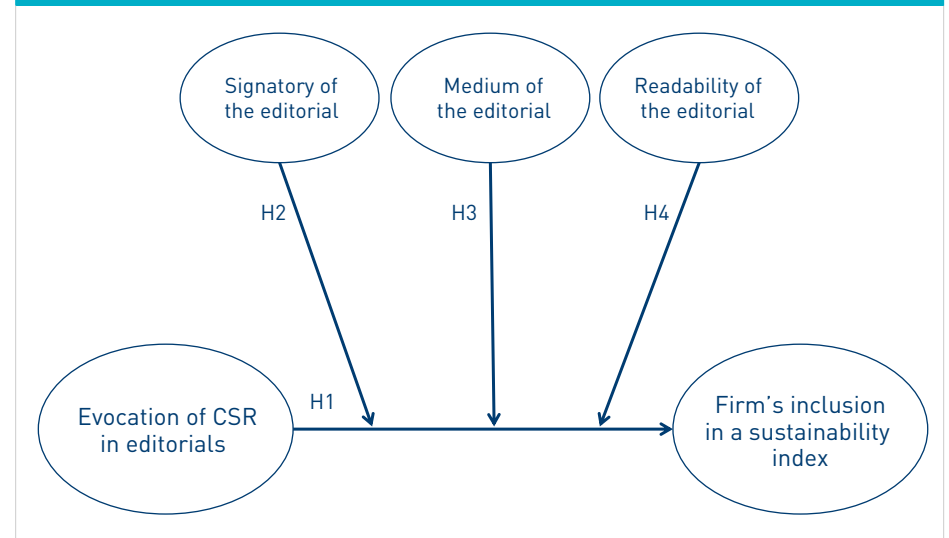 Signatory of
the editorial
Medium of
the editorial
Readability of
the editorial
H2
H3
H4
H1
Evocation of CSR
in editorials
Firm's inclusion
in a sustainability
index